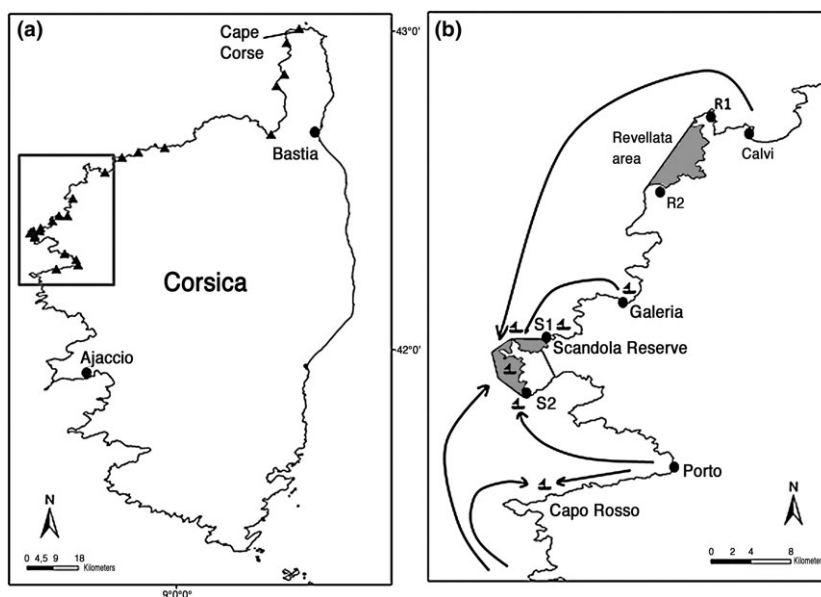 (a)
Cape
Corse
43°0'
Bastia
Corsica
Ajaccio
42°0'
N
0 4,5 9 18
Kilometers
9°0'0"
(b)
R1
Revellata
area
Calvi
R2
Galeria
S1
Scandola Reserve
S2
Porto
Capo Rosso
N
0 2 4 8
Kilometers